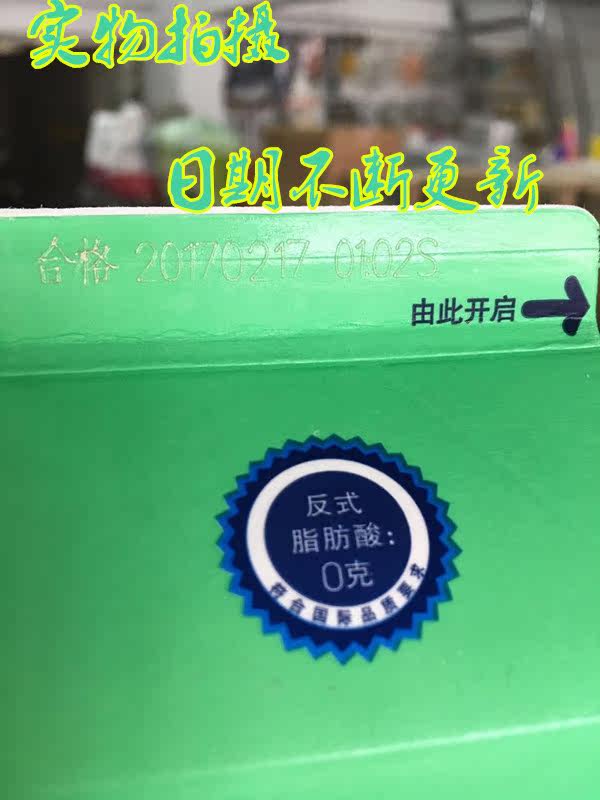 实物拍摄
日期不断更新
合格 20170217 0102S
由此开启
反式
脂肪酸：
0克
符合国际品质要求